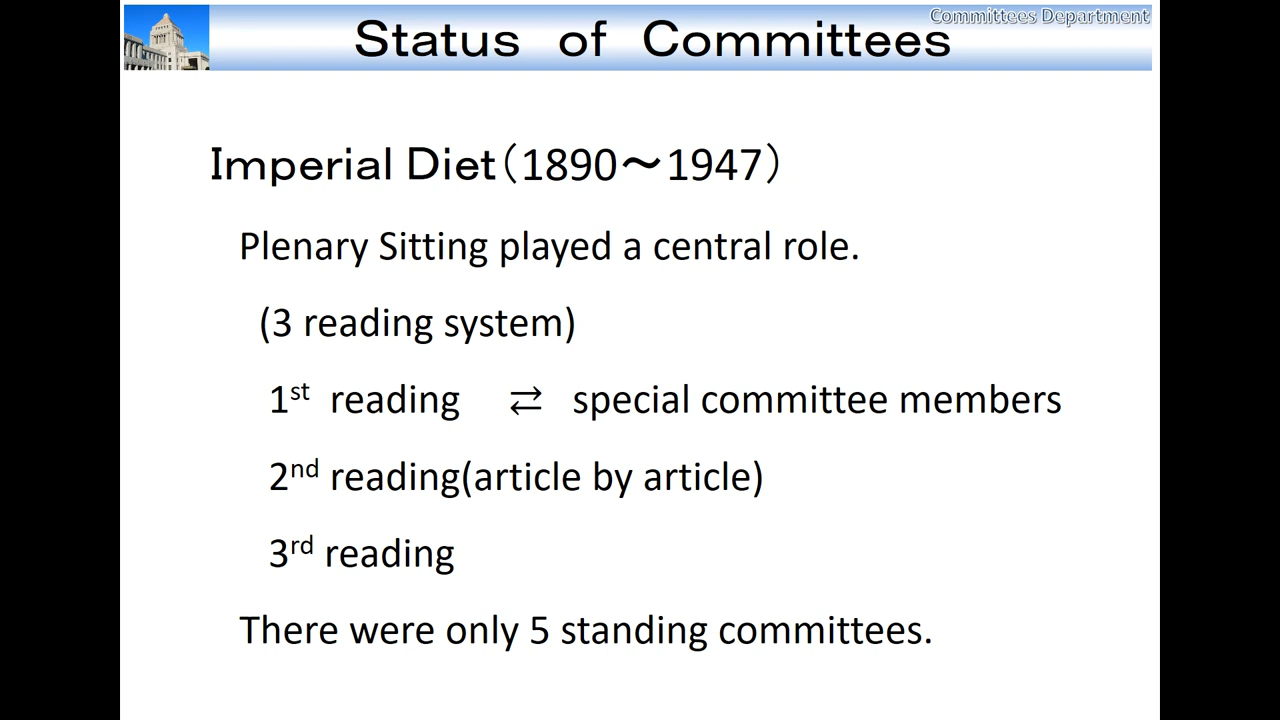 Committees Department
Status of Committees
Imperial Diet（1890～1947）
Plenary Sitting played a central role.
(3 reading system)
1st reading ⇄ special committee members
2nd reading(article by article)
3rd reading
There were only 5 standing committees.